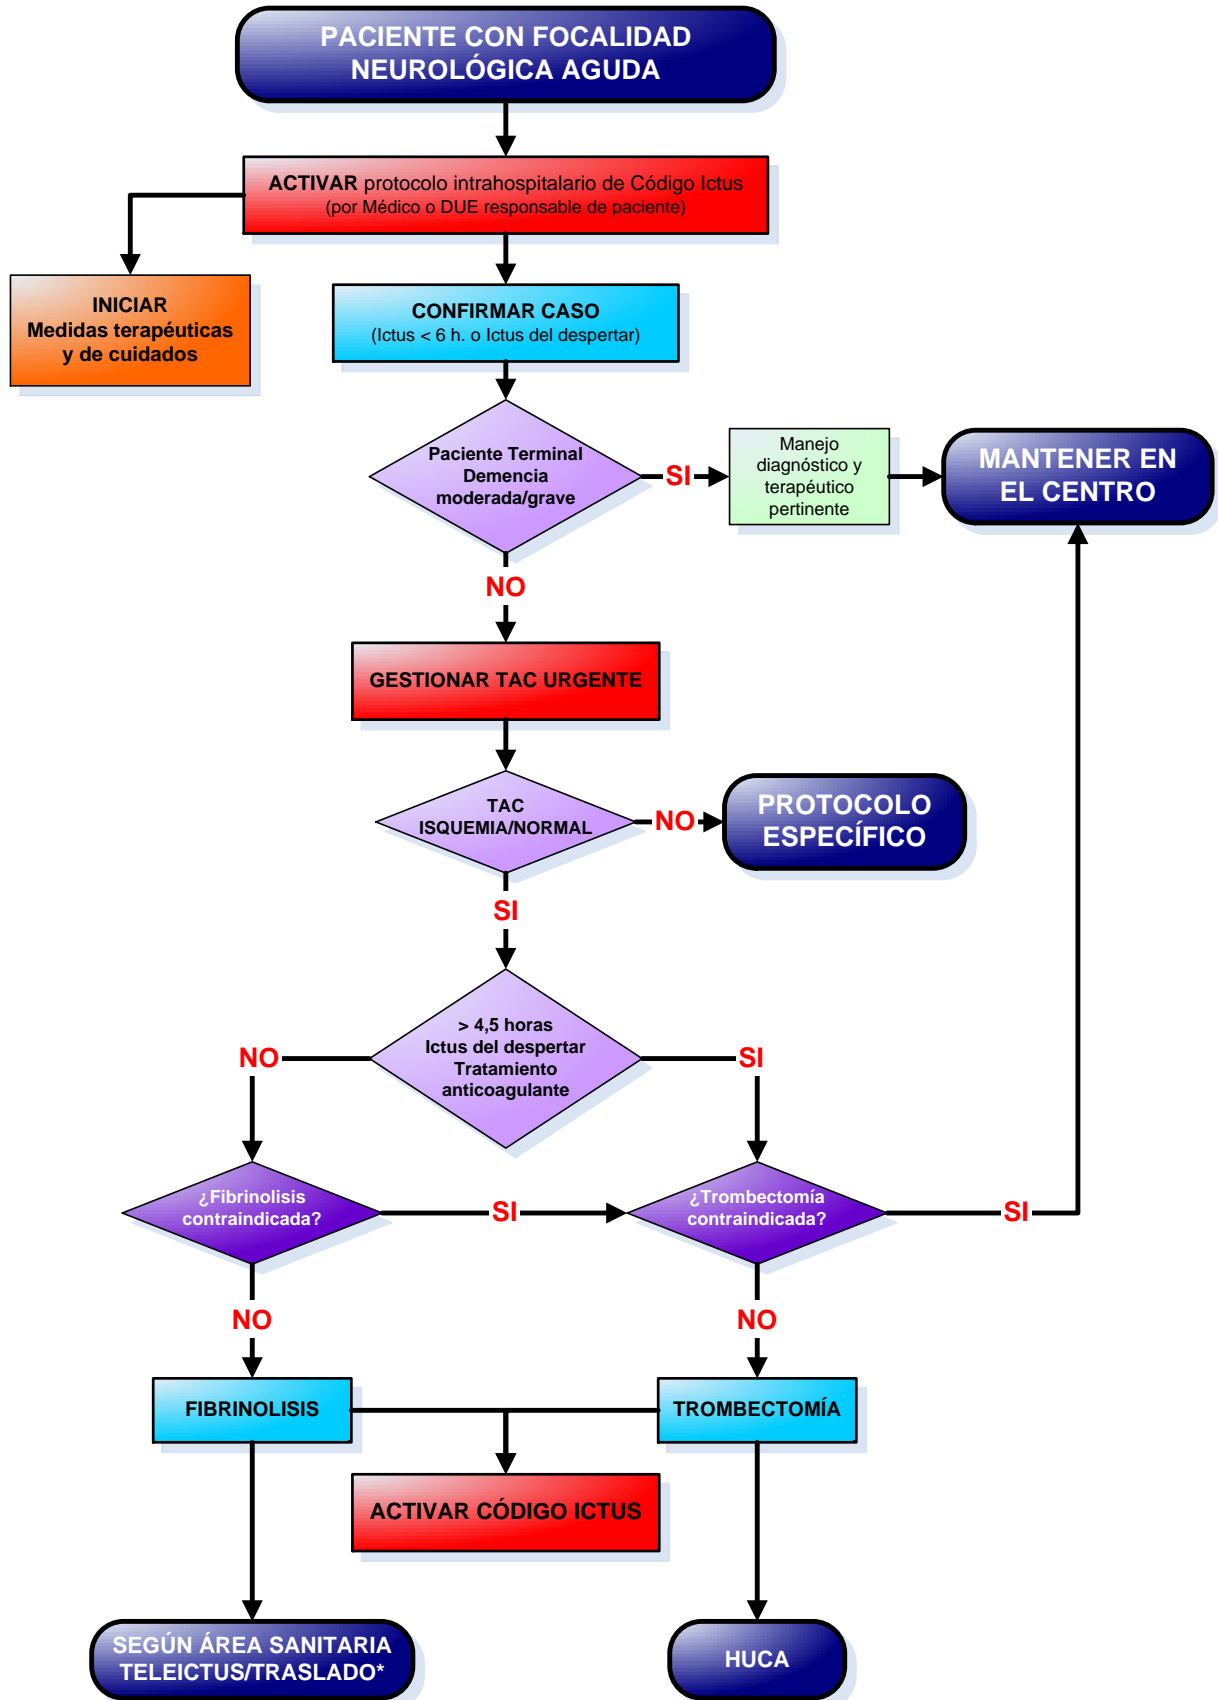 PACIENTE CON FOCALIDAD
NEUROLÓGICA AGUDA
ACTIVAR protocolo intrahospitalario de Código Ictus
(por Médico o DUE responsable de paciente)
INICIAR
Medidas terapéuticas
y de cuidados
CONFIRMAR CASO
(Ictus < 6 h. o Ictus del despertar)
Paciente Terminal
Demencia
moderada/grave
SI
Manejo
diagnóstico y
terapéutico
pertinente
MANTENER EN
EL CENTRO
NO
GESTIONAR TAC URGENTE
TAC
ISQUEMIA/NORMAL
NO
PROTOCOLO
ESPECÍFICO
SI
> 4,5 horas
Ictus del despertar
Tratamiento
anticoagulante
NO
SI
¿Fibrinolisis
contraindicada?
SI
¿Trombectomía
contraindicada?
SI
NO
NO
FIBRINOLISIS
TROMBECTOMÍA
ACTIVAR CÓDIGO ICTUS
SEGÚN ÁREA SANITARIA
TELEICTUS/TRASLADO*
HUCA